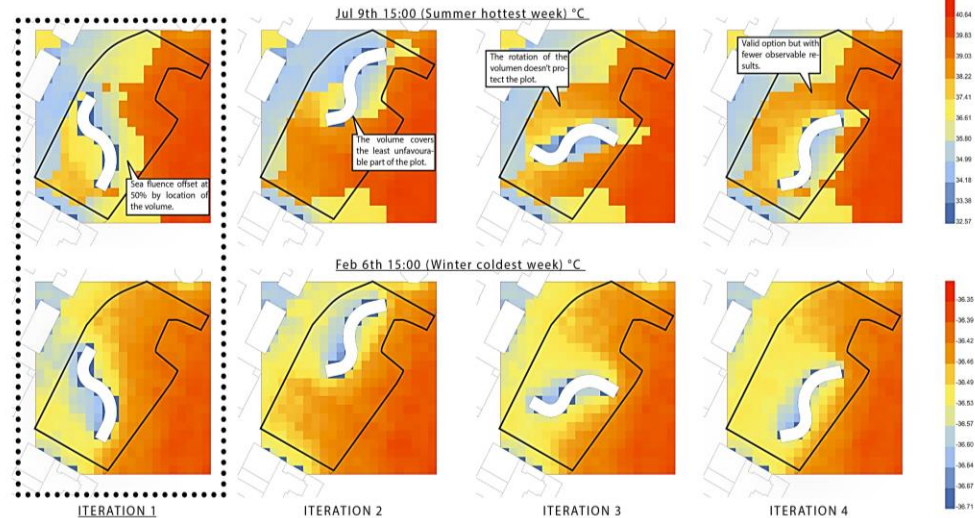 Jul 9th 15:00 (Summer hottest week) °C
Sea fluence offset at
50% by location of
the volume.
The volume covers
the least unfavoura-
ble part of the plot.
The rotation of the
volumen doesn't pro-
tect the plot.
Valid option but with
fewer observable re-
sults.
40.64
39.83
39.03
38.22
37.41
36.61
35.80
34.99
34.18
33.38
32.57
Feb 6th 15:00 (Winter coldest week) °C
-36.35
-36.39
-36.42
-36.46
-36.49
-36.53
-36.57
-36.60
-36.64
-36.67
-36.71
ITERATION 1
ITERATION 2
ITERATION 3
ITERATION 4